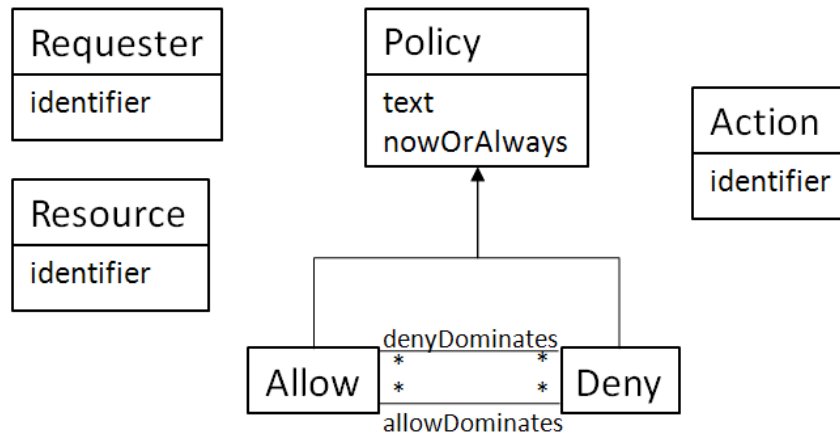 Requester
identifier
Policy
text
nowOrAlways
Action
identifier
Resource
identifier
denyDominates
* *
Allow
Deny
* *
allowDominates